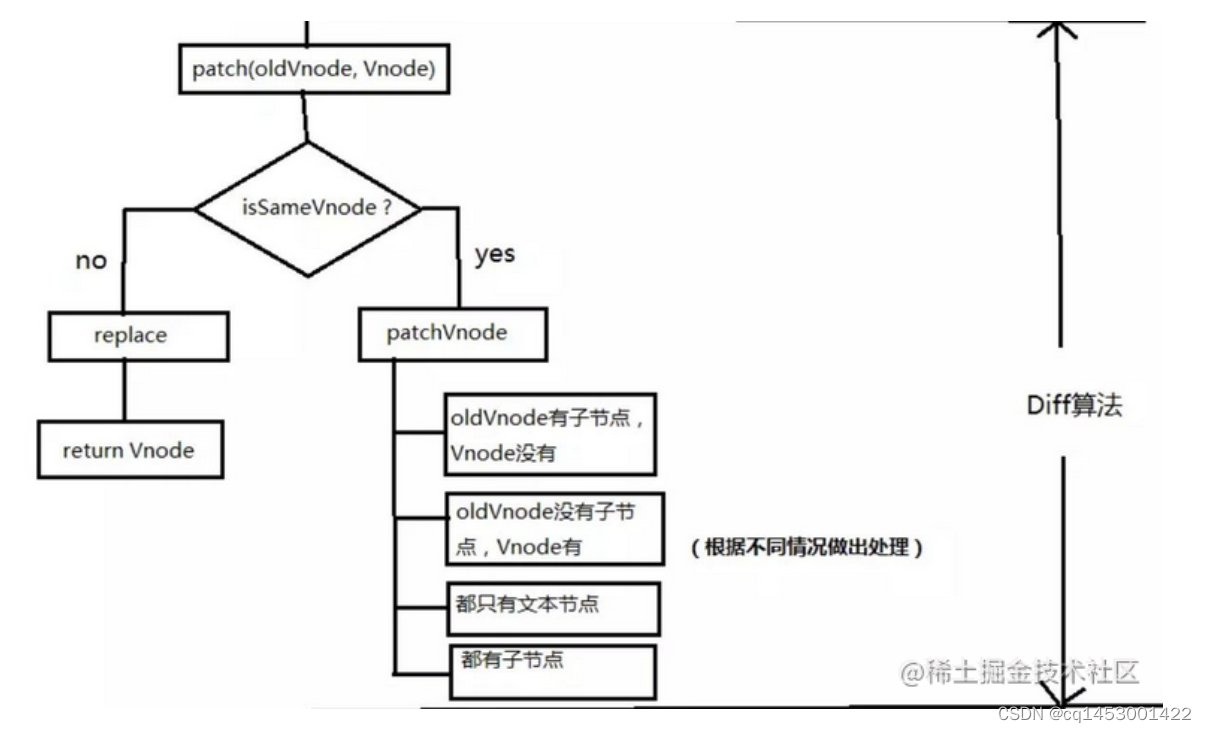 patch(oldVnode, Vnode)
isSameVnode ?
no
yes
replace
patchVnode
return Vnode
oldVnode有子节点，
Vnode没有
oldVnode没有子节
点，Vnode有
（根据不同情况做出处理）
都只有文本节点
都有子节点
Diff算法
@稀土掘金技术社区
CSDN @cq1453001422